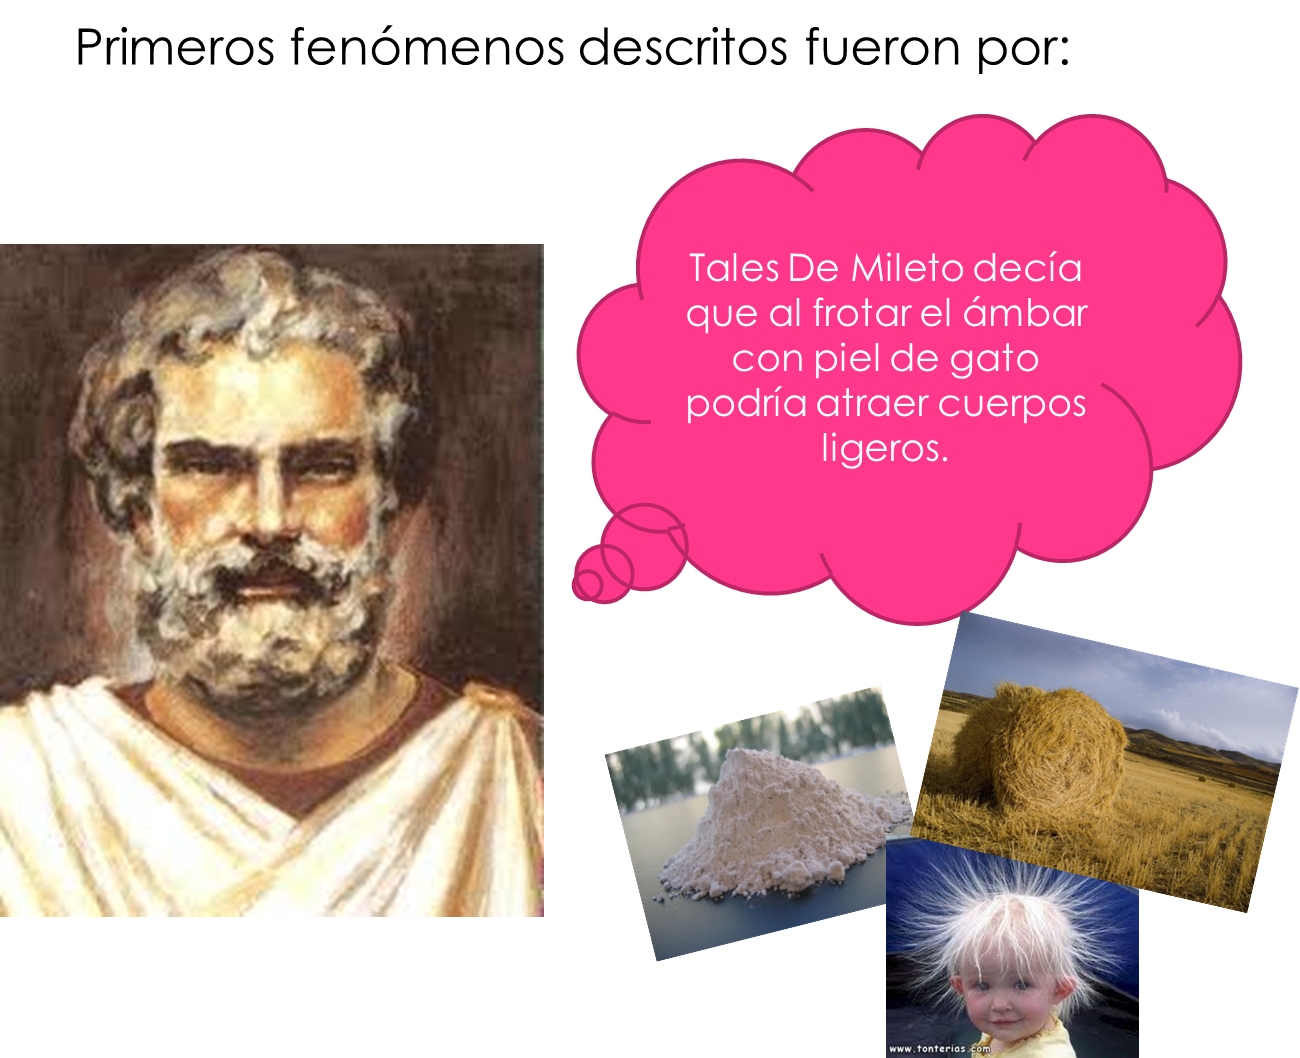 Primeros fenómenos descritos fueron por:
Tales De Mileto decía
que al frotar el ámbar
con piel de gato
podría atraer cuerpos
ligeros.
www.tonterias.com